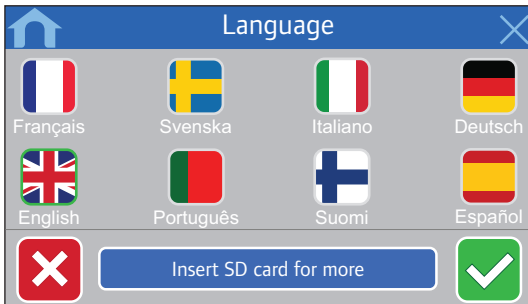 Language
Français Svenska Italiano Deutsch
English Português Suomi Español
Insert SD card for more